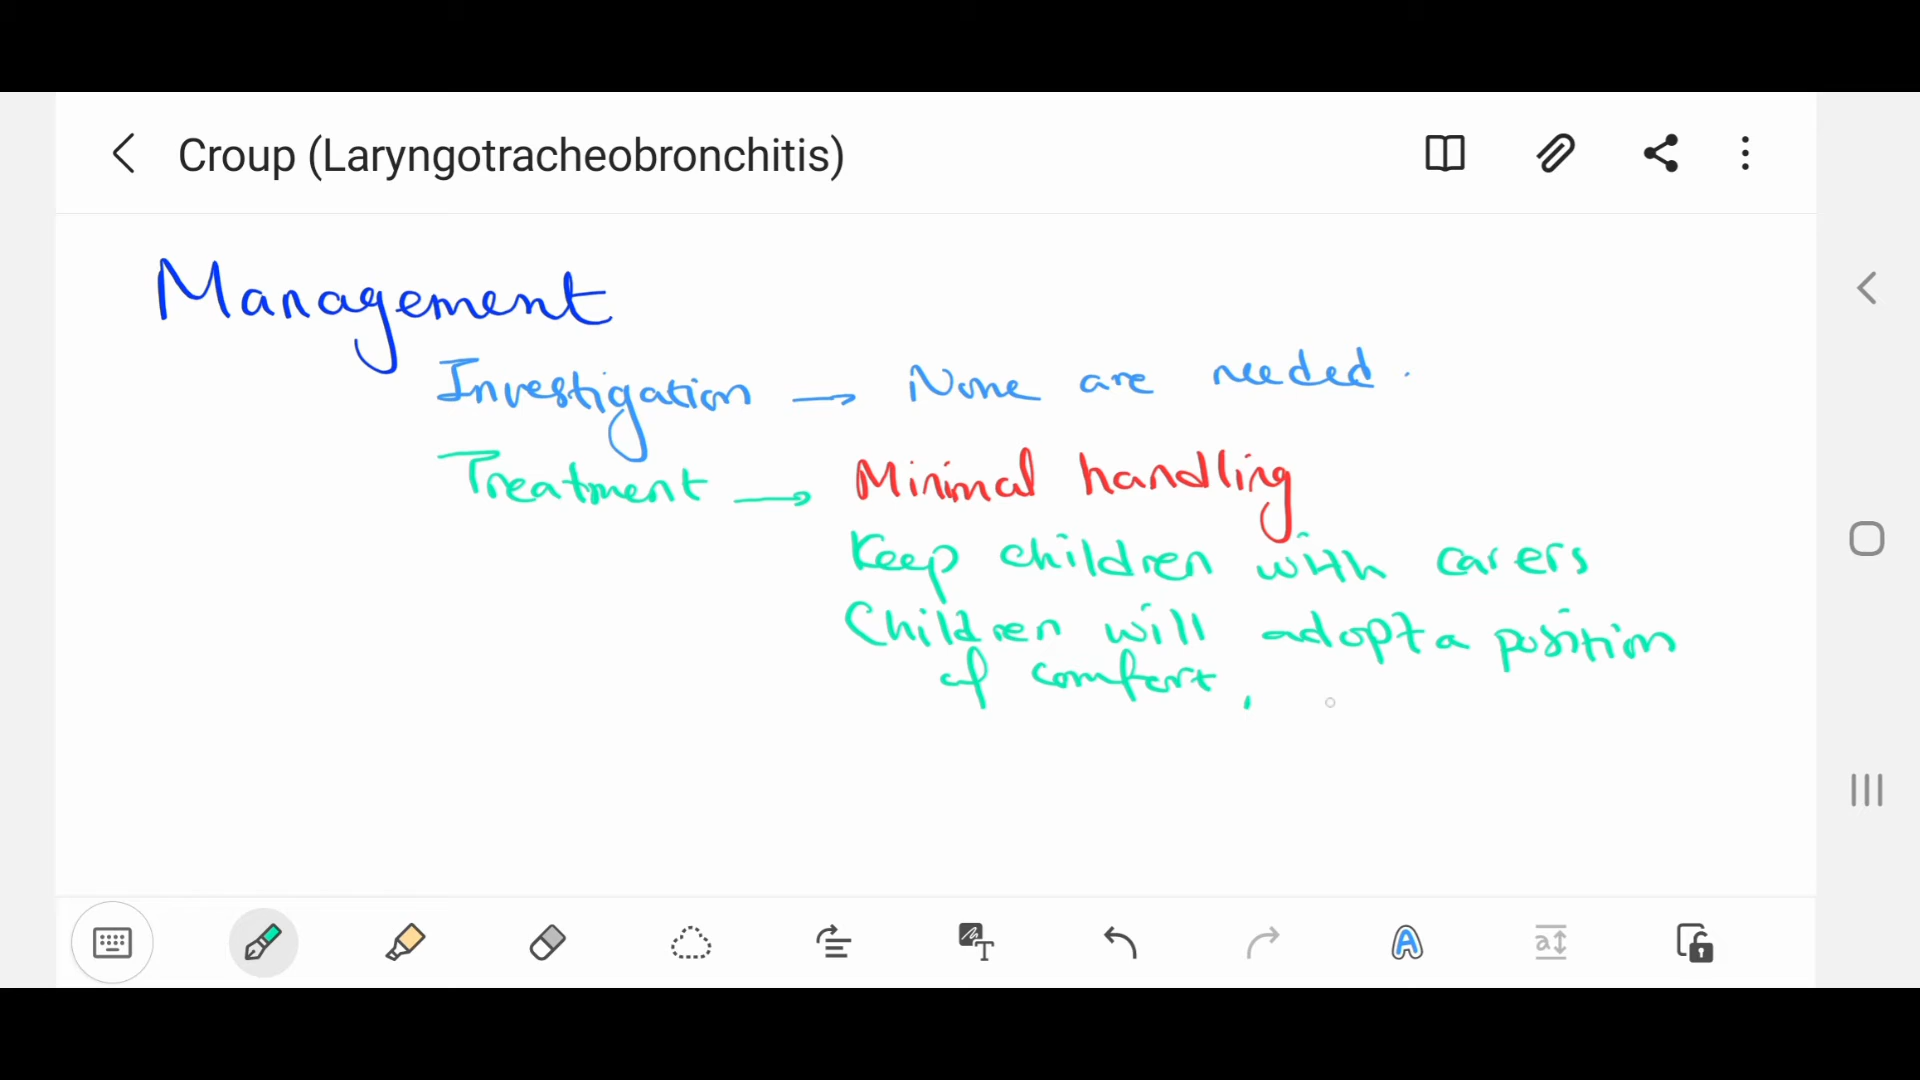 Croup (Laryngotracheobronchitis)
Management
Investigation → None are needed.
Treatment → Minimal handling
Keep children with carers
Children will adopt a position
of comfort,